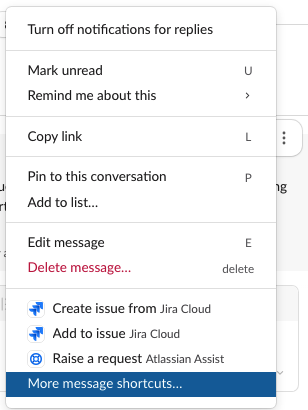 Turn off notifications for replies
Mark unread U
Remind me about this
Copy link L
Pin to this conversation P
Add to list...
Edit message E
Delete message... delete
Create issue from Jira Cloud
Add to issue Jira Cloud
Raise a request Atlassian Assist
More message shortcuts...